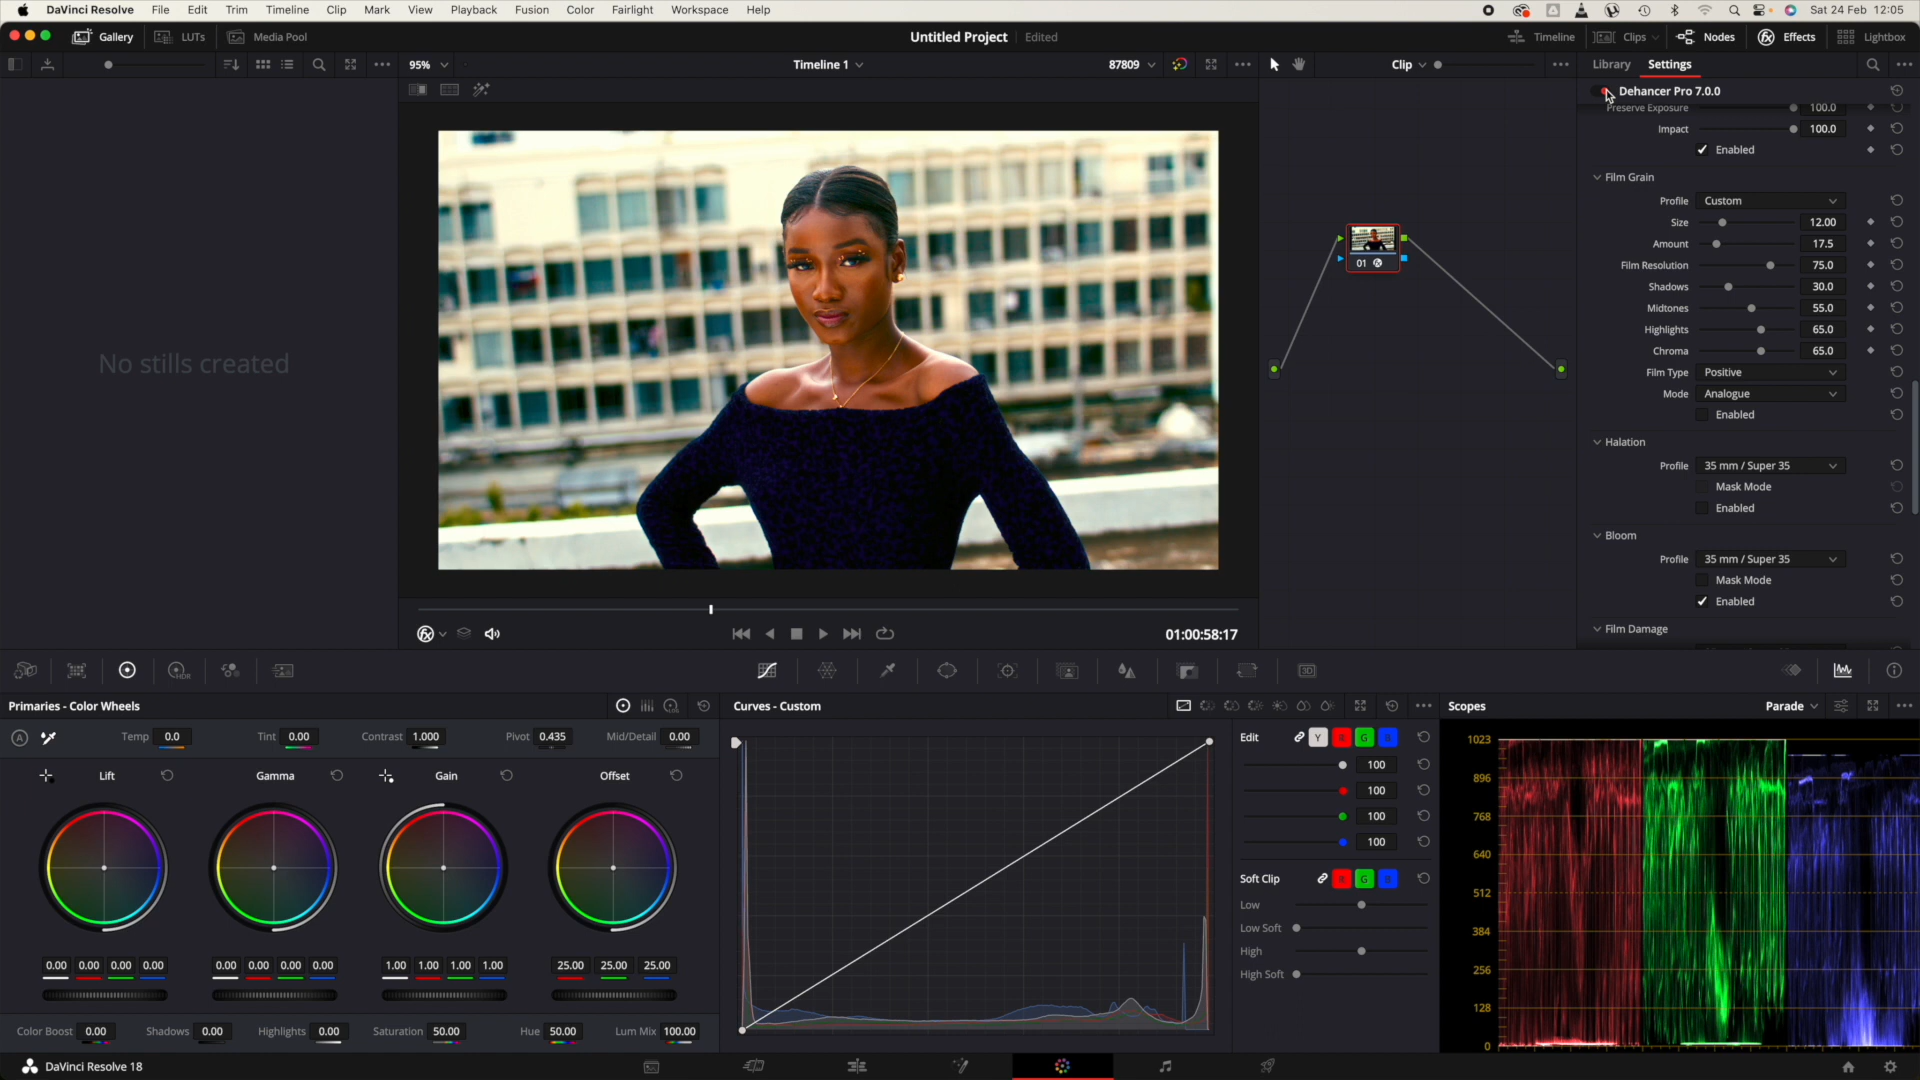 DaVinci Resolve File Edit Trim Timeline Clip Mark View Playback Fusion Color Fairlight Workspace Help Sat 24 Feb 12:05
Gallery LUTs Media Pool Untitled Project Edited Timeline Clips Nodes Effects Lightbox
95% Timeline 1 87809 Clip Library Settings
Dehancer Pro 7.0.0
Preserve Exposure 100.0
Impact 100.0
Enabled
Film Grain
Profile Custom
Size 12.00
Amount 17.5
Film Resolution 75.0
Shadows 30.0
Midtones 55.0
Highlights 65.0
Chroma 65.0
Film Type Positive
Mode Analogue
Enabled
Halation
Profile 35 mm / Super 35
Mask Mode
Enabled
Bloom
Profile 35 mm / Super 35
Mask Mode
Enabled
Film Damage
01
No stills created
01:00:58:17
HDR
3D
Primaries - Color Wheels
Temp 0.0 Tint 0.00 Contrast 1.000 Pivot 0.435 Mid/Detail 0.00
A
Lift Gamma Gain Offset
0.00 0.00 0.00 0.00 0.00 0.00 0.00 0.00 1.00 1.00 1.00 1.00 25.00 25.00 25.00
Color Boost 0.00 Shadows 0.00 Highlights 0.00 Saturation 50.00 Hue 50.00 Lum Mix 100.00
Curves - Custom
Edit Y R G B
100
100
100
100
Soft Clip R G B
Low
Low Soft
High
High Soft
Scopes Parade
1023
896
768
640
512
384
256
128
0
DaVinci Resolve 18